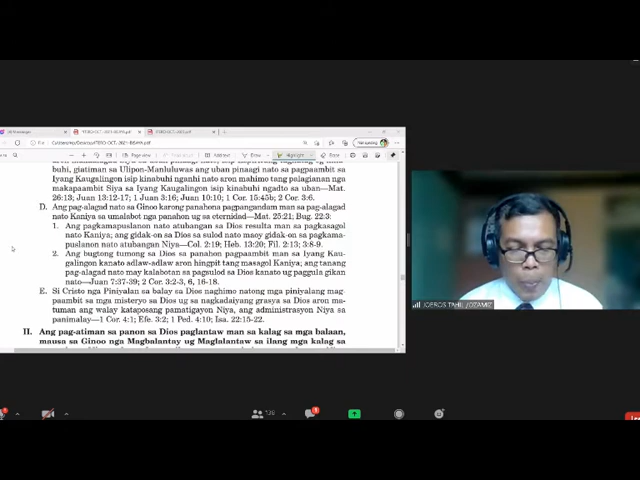 buhi, giatiman sa Ulipon-Manluluwas ang uban pinaagi nato sa pagpaambit sa
Iyang Kaugalingon isip kinabuhi nganhi nato aron mahimo tang palagianan nga
makapaambit Siya sa Iyang Kaugalingon isip kinabuhi ngadto sa uban—Mat.
26:13; Juan 13:12-17; 1 Juan 3:16; Juan 10:10; 1 Cor. 15:45b; 2 Cor. 3:6.
D. Ang pag-alagad nato sa Ginoo karong panahona pagpangandam man sa pag-alagad
nato Kaniya sa umalabot nga panahon ug sa eternidad—Mat. 25:21; Bug. 22:3:
1. Ang pagkamapuslanon nato atubangan sa Dios resulta man sa pagkasagol
nato Kaniya; ang gidak-on sa Dios sa sulod nato maoy gidak-on sa pagkama-
puslanon nato atubangan Niya—Col. 2:19; Heb. 13:20; Fil. 2:13; 3:8-9.
2. Ang bugtong tumong sa Dios sa panahon pagpaambit man sa Iyang Kau-
galingon kanato adlaw-adlaw aron hingpit tang masagol Kaniya; ang tanang
pag-alagad nato may kalabotan sa pagsulod sa Dios kanato ug paggula gikan
nato—Juan 7:37-39; 2 Cor. 3:2-3, 6, 16-18.
E. Si Cristo nga Piniyalan sa balay sa Dios naghimo natong mga piniyalang mag-
paambit sa mga misteryo sa Dios ug sa nagkadaiyang grasya sa Dios aron ma-
tuman ang walay kataposang pamatigayon Niya, ang administrasyon Niya sa
panimalay—1 Cor. 4:1; Efe. 3:2; 1 Ped. 4:10; Isa. 22:15-22.
II. Ang pag-atiman sa panon sa Dios paglantaw man sa kalag sa mga balaan,
mausa sa Ginoo nga Magbalantay ug Maglalantaw sa ilang mga kalag sa
Page view
Add text
Draw
Highlight
Erase
138